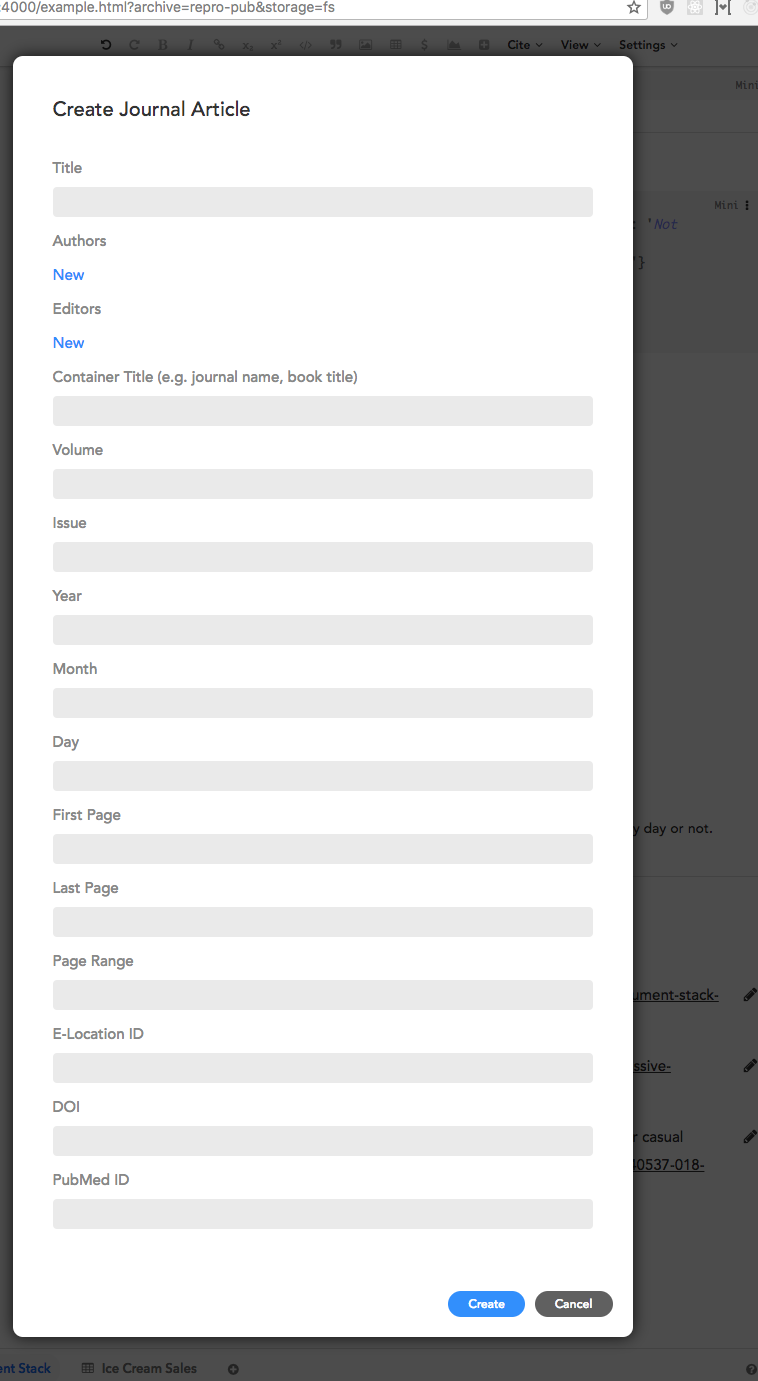 :4000/example.html?archive=repro-pub&storage=fs
B I x₂ x² </> $ Cite View Settings
Mini
Create Journal Article
Title
Mini
: 'Not
Authors
'}
New
Editors
New
Container Title (e.g. journal name, book title)
Volume
Issue
Year
Month
Day
First Page
y day or not.
Last Page
Page Range
ument-stack-
E-Location ID
ssive-
DOI
r casual
40537-018-
PubMed ID
Create Cancel
nt Stack Ice Cream Sales